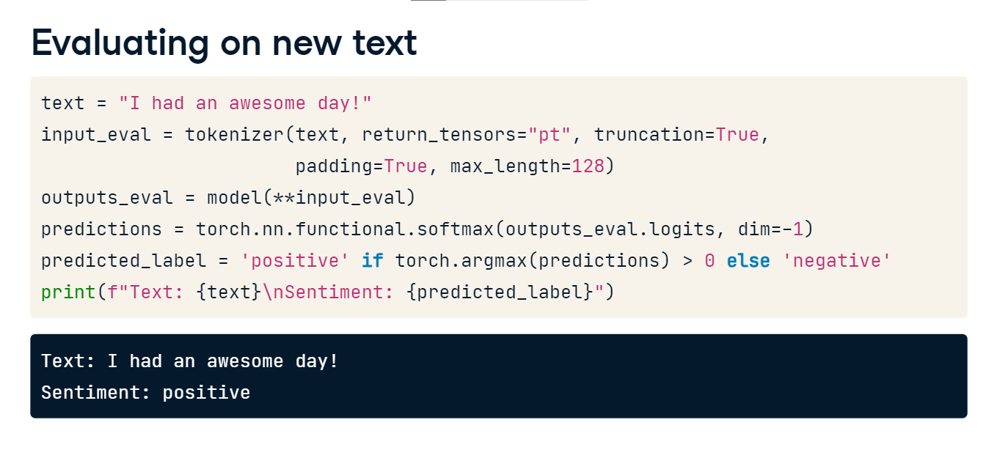 Evaluating on new text
text = "I had an awesome day!"
input_eval = tokenizer(text, return_tensors="pt", truncation=True,
                       padding=True, max_length=128)
outputs_eval = model(**input_eval)
predictions = torch.nn.functional.softmax(outputs_eval.logits, dim=-1)
predicted_label = 'positive' if torch.argmax(predictions) > 0 else 'negative'
print(f"Text: {text}\nSentiment: {predicted_label}")
Text: I had an awesome day!
Sentiment: positive